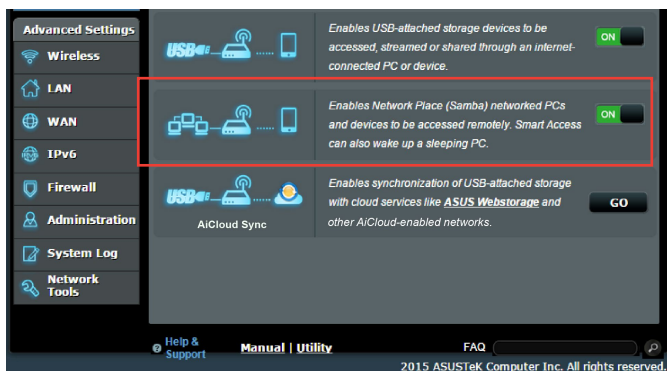 Advanced Settings
Wireless
LAN
WAN
IPv6
Firewall
Administration
System Log
Network
Tools
USB
Enables USB-attached storage devices to be
accessed, streamed or shared through an internet-
connected PC or device.
ON
Enables Network Place (Samba) networked PCs
and devices to be accessed remotely. Smart Access
can also wake up a sleeping PC.
ON
USB
AiCloud Sync
Enables synchronization of USB-attached storage
with cloud services like ASUS Webstorage and
other AiCloud-enabled networks.
GO
Help &
Support
Manual | Utility
FAQ
2015 ASUSTeK Computer Inc. All rights reserved.